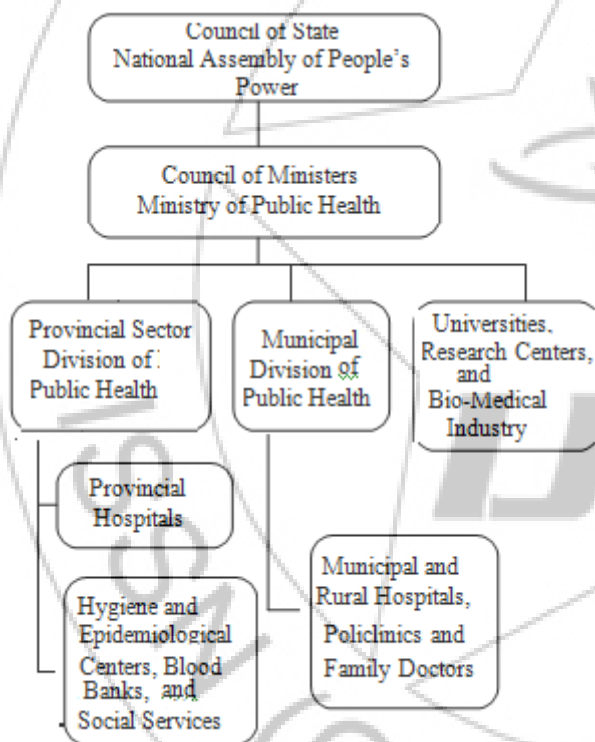 Council of State
National Assembly of People's
Power
Council of Ministers
Ministry of Public Health
Provincial Sector
Division of
Public Health
Municipal
Division of
Public Health
Universities,
Research Centers,
and
Bio-Medical
Industry
Provincial
Hospitals
Hygiene and
Epidemiological
Centers, Blood
Banks, and
Social Services
Municipal and
Rural Hospitals,
Policlinics and
Family Doctors
ISSN
IJ